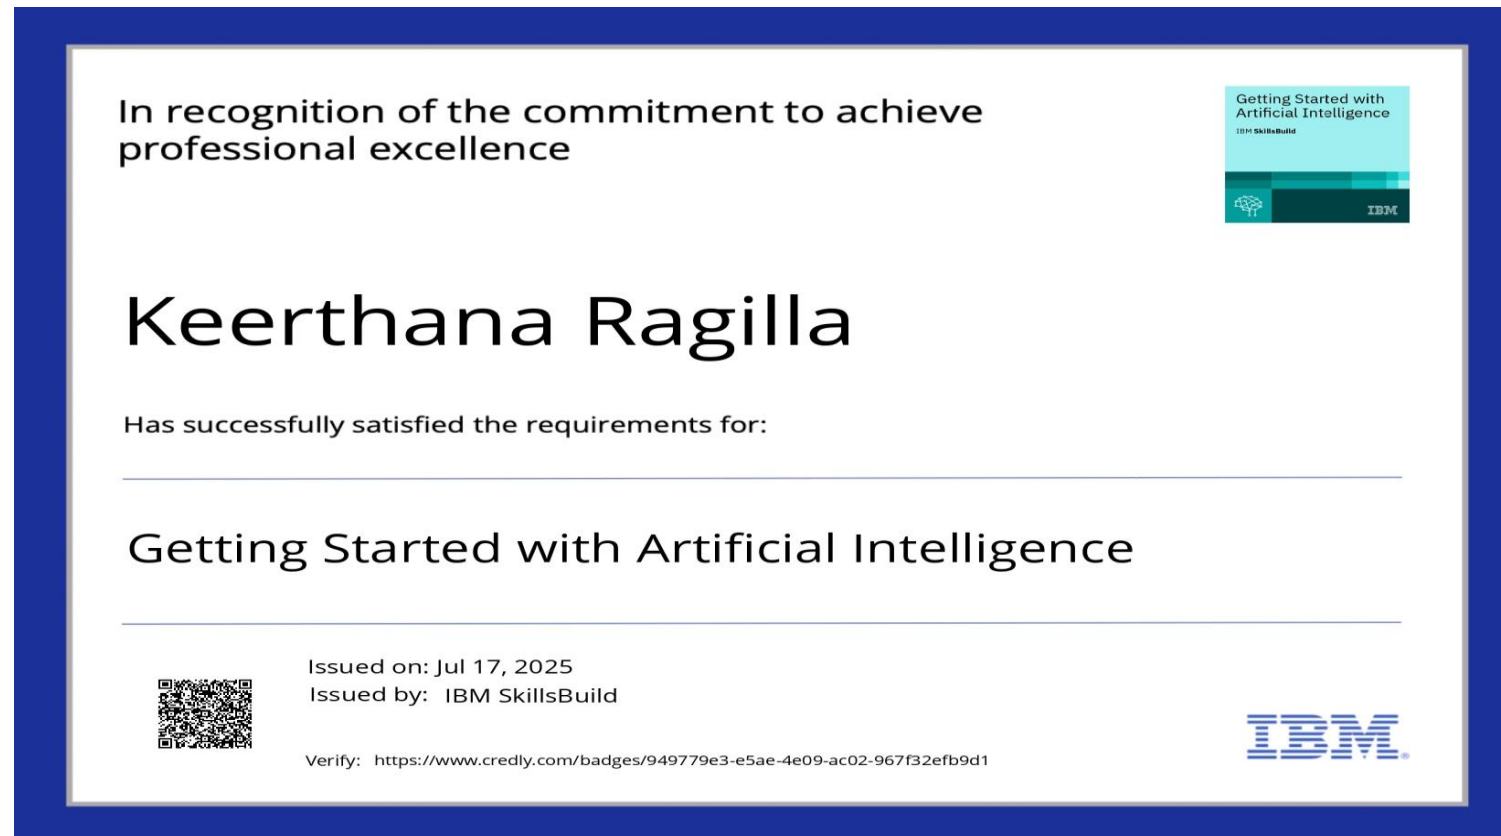 In recognition of the commitment to achieve
professional excellence
Getting Started with
Artificial Intelligence
IBM SkillsBuild
IBM
Keerthana Ragilla
Has successfully satisfied the requirements for:
Getting Started with Artificial Intelligence
Issued on: Jul 17, 2025
Issued by: IBM SkillsBuild
Verify: https://www.credly.com/badges/949779e3-e5ae-4e09-ac02-967f32efb9d1
IBM®